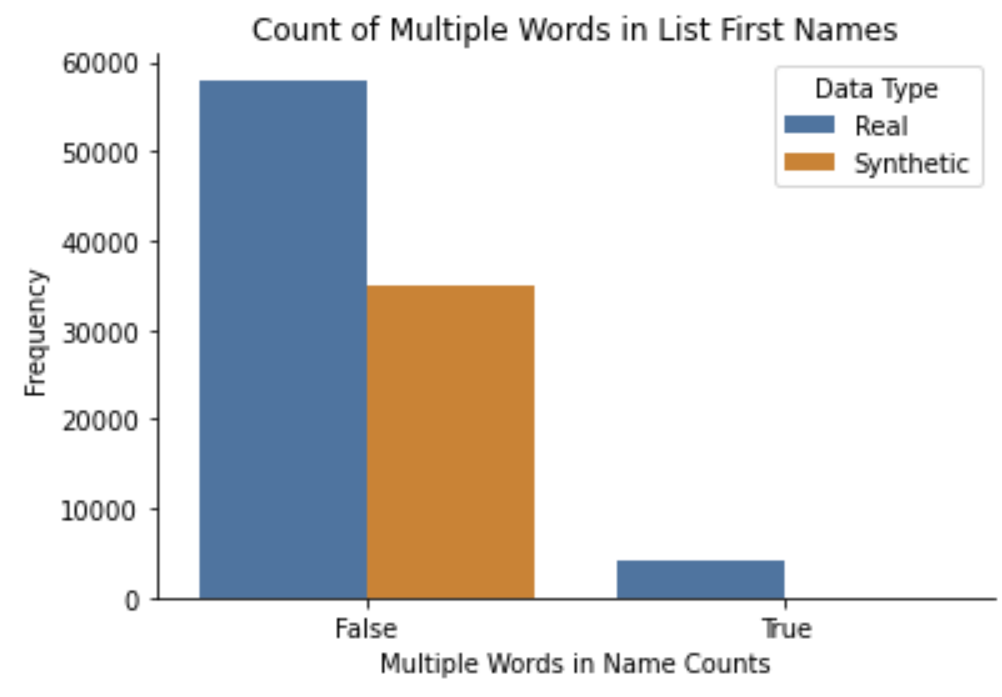 Count of Multiple Words in List First Names
60000
50000
40000
30000
20000
10000
0
Frequency
Data Type
Real
Synthetic
False
True
Multiple Words in Name Counts